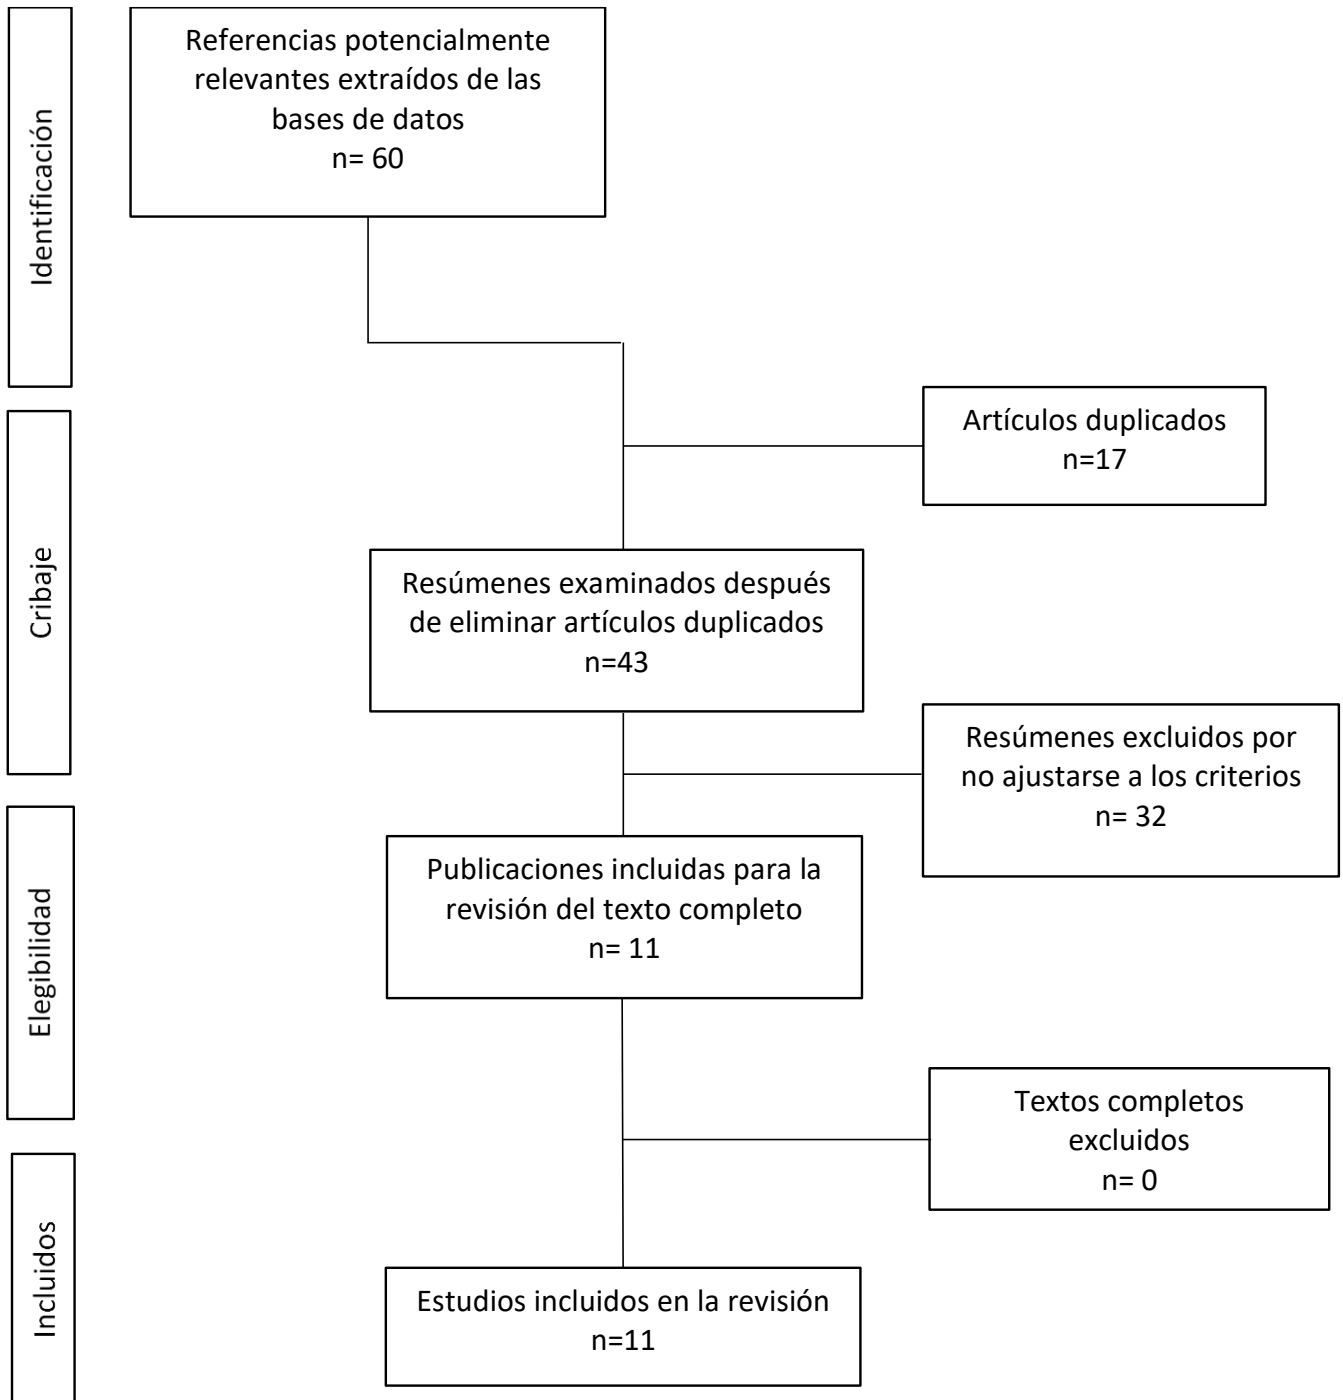 Identificación
Referencias potencialmente
relevantes extraídos de las
bases de datos
n= 60
Artículos duplicados
n=17
Cribaje
Resúmenes examinados después
de eliminar artículos duplicados
n=43
Resúmenes excluidos por
no ajustarse a los criterios
n= 32
Elegibilidad
Publicaciones incluidas para la
revisión del texto completo
n= 11
Textos completos
excluidos
n= 0
Incluidos
Estudios incluidos en la revisión
n=11